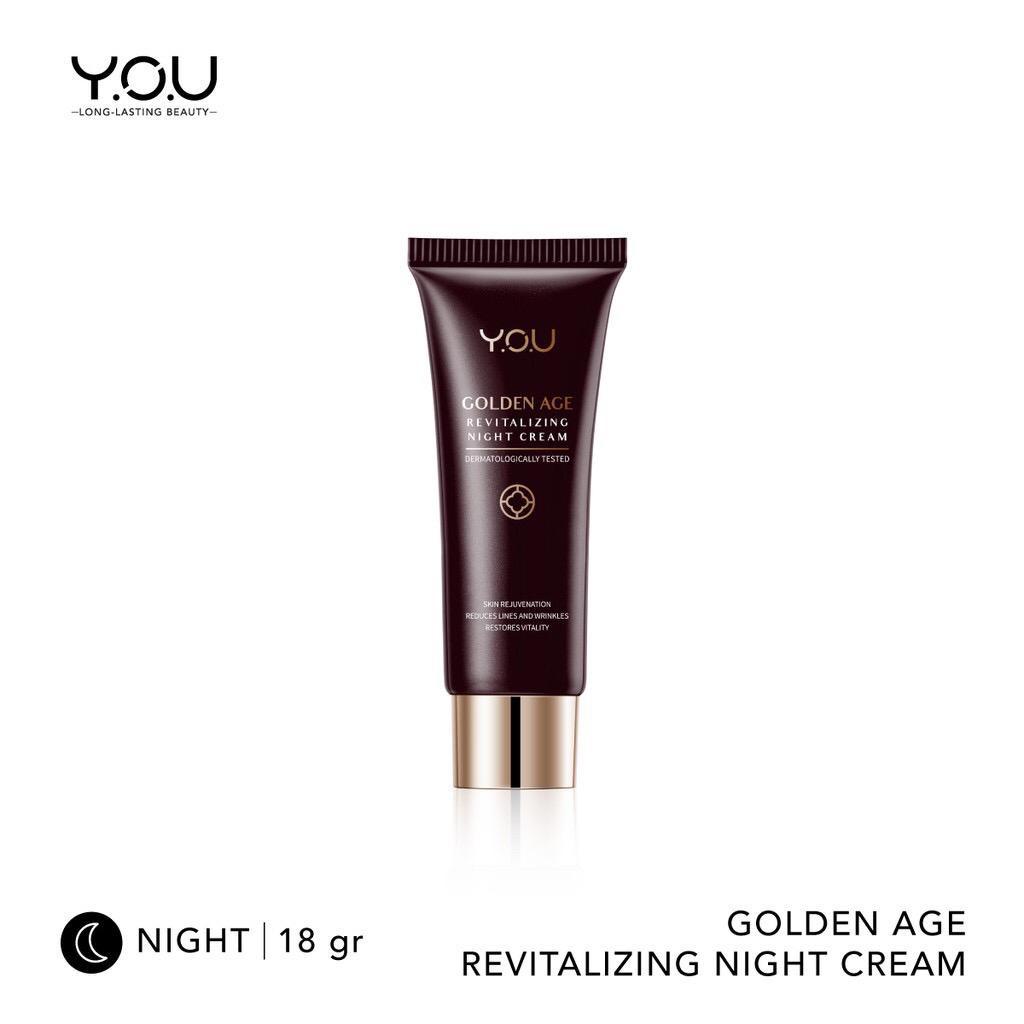 Y.O.U
—LONG-LASTING BEAUTY—
Y.O.U
GOLDEN AGE
REVITALIZING
NIGHT CREAM
DERMATOLOGICALLY TESTED
SKIN REJUVENATION
REDUCES LINES AND WRINKLES
RESTORES VITALITY
NIGHT | 18 gr
GOLDEN AGE
REVITALIZING NIGHT CREAM